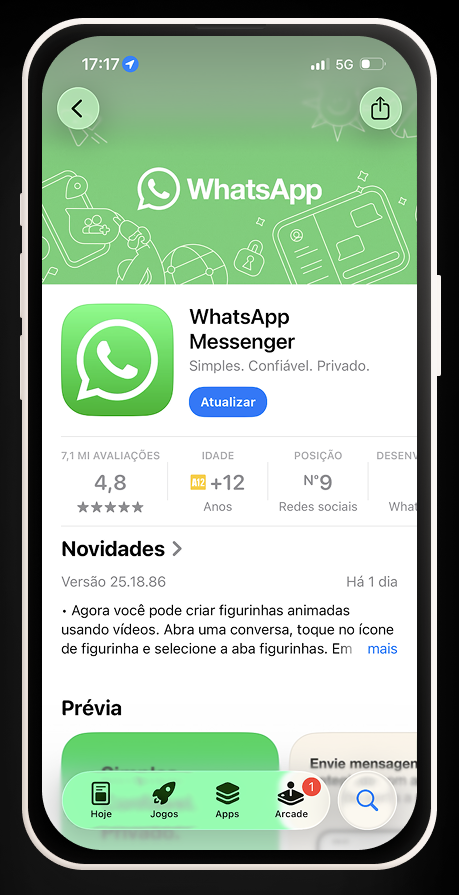 17:17
5G
WhatsApp
WhatsApp
Messenger
Simples. Confiável. Privado.
Atualizar
7,1 MI AVALIAÇÕES
4,8
★★★★★
IDADE
A12 +12
Anos
POSIÇÃO
Nº9
Redes sociais
DESENV
What
Novidades
Versão 25.18.86
Há 1 dia
• Agora você pode criar figurinhas animadas
usando vídeos. Abra uma conversa, toque no ícone
de figurinha e selecione a aba figurinhas. Em mais
Prévia
Simples.
Confiável.
Privado.
Envie mensagen
Hoje
Jogos
Apps
Arcade
1